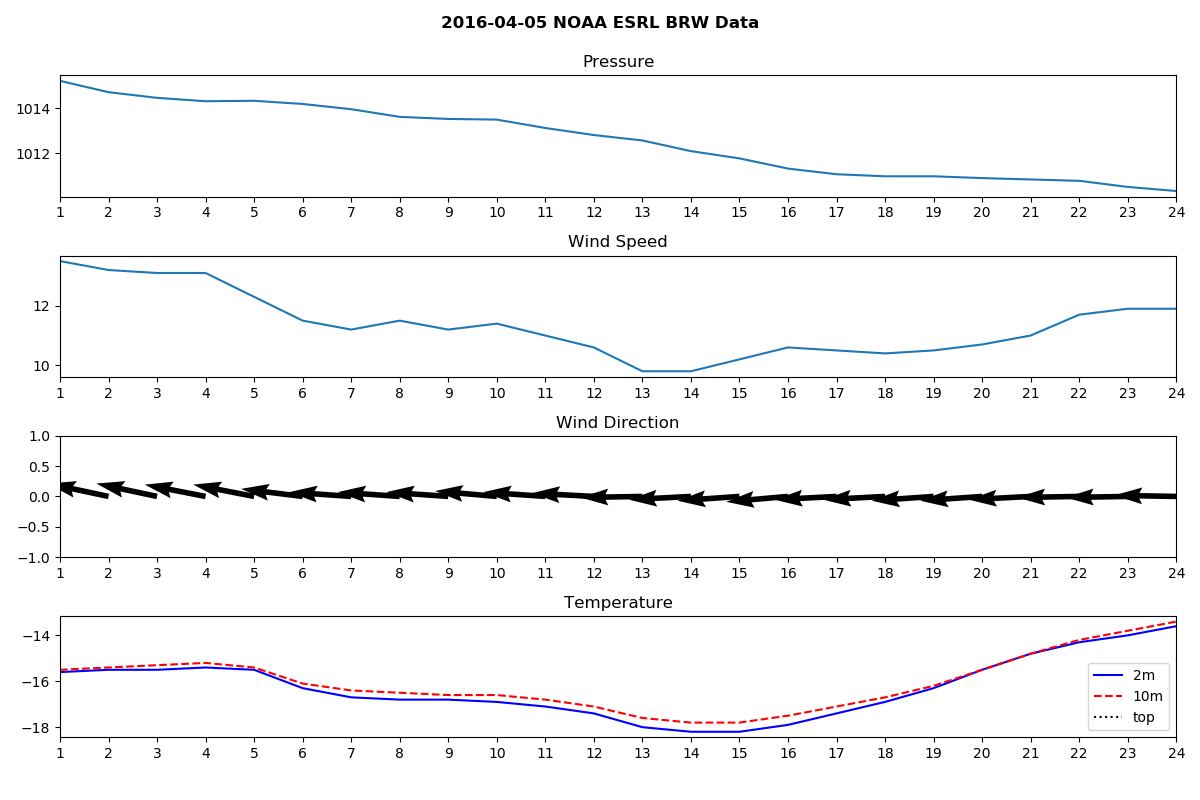 2016-04-05 NOAA ESRL BRW Data
Pressure
1014
1012
1 2 3 4 5 6 7 8 9 10 11 12 13 14 15 16 17 18 19 20 21 22 23 24
Wind Speed
12
10
1 2 3 4 5 6 7 8 9 10 11 12 13 14 15 16 17 18 19 20 21 22 23 24
Wind Direction
1.0
0.5
0.0
−0.5
−1.0
1 2 3 4 5 6 7 8 9 10 11 12 13 14 15 16 17 18 19 20 21 22 23 24
Temperature
−14
−16
−18
2m
10m
top
1 2 3 4 5 6 7 8 9 10 11 12 13 14 15 16 17 18 19 20 21 22 23 24